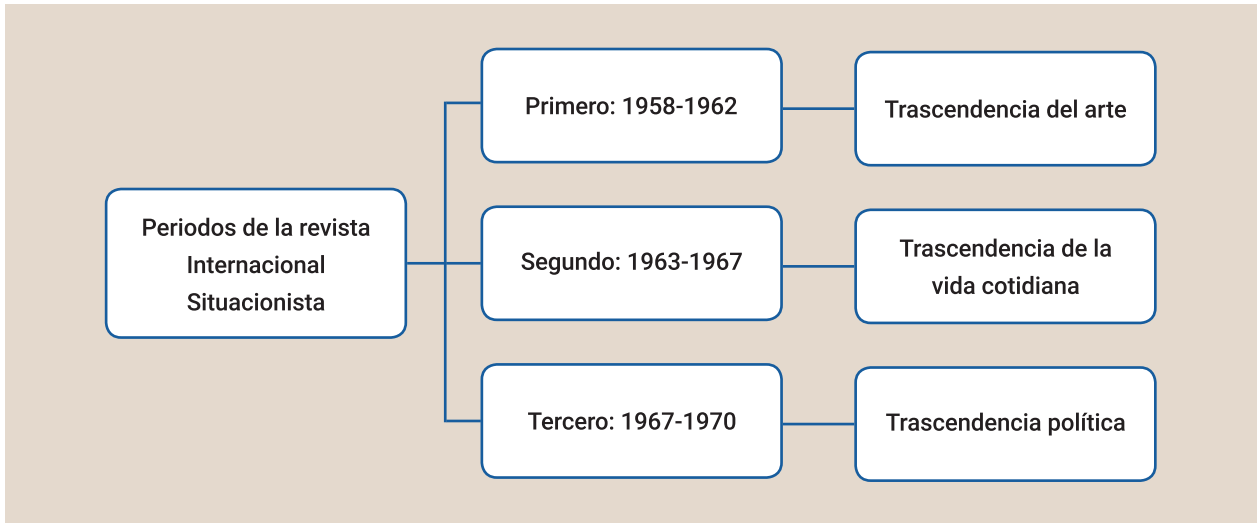 Periodos de la revista
Internacional
Situacionista
Primero: 1958-1962
Trascendencia del arte
Segundo: 1963-1967
Trascendencia de la
vida cotidiana
Tercero: 1967-1970
Trascendencia política